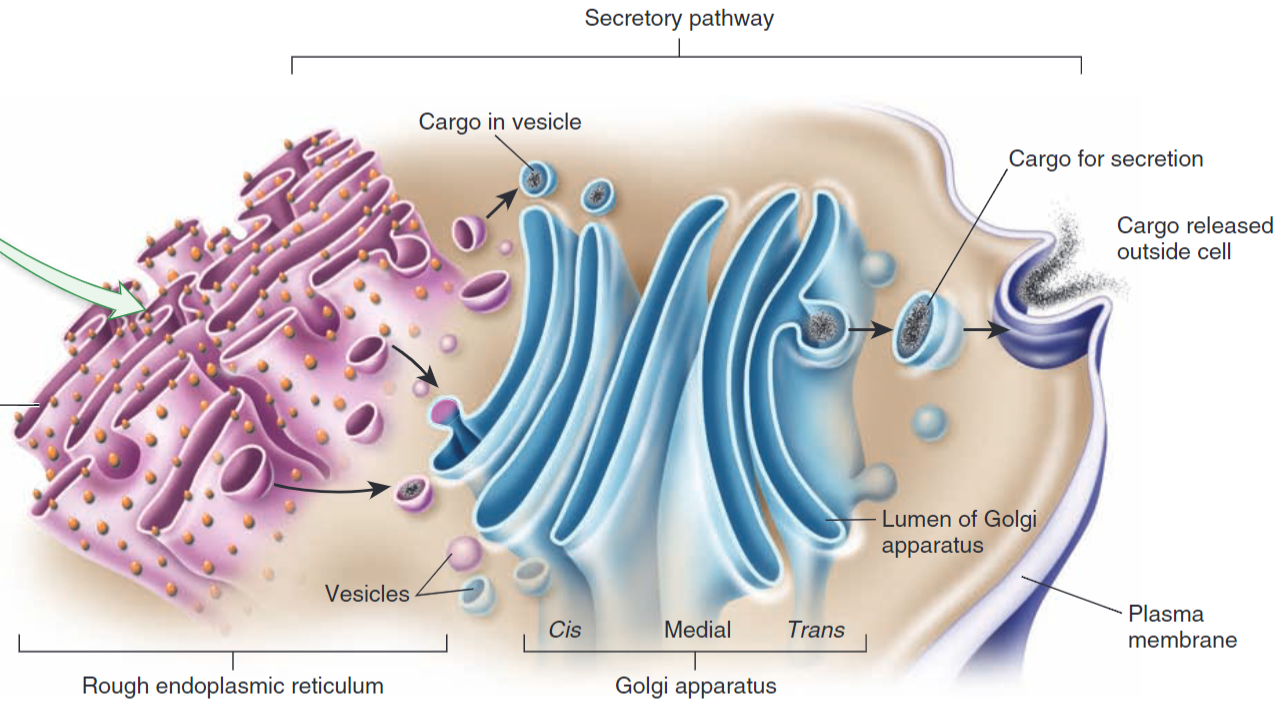 Secretory pathway
Cargo in vesicle
Cargo for secretion
Cargo released
outside cell
Lumen of Golgi
apparatus
Vesicles
Plasma
membrane
Cis
Medial
Trans
Rough endoplasmic reticulum
Golgi apparatus